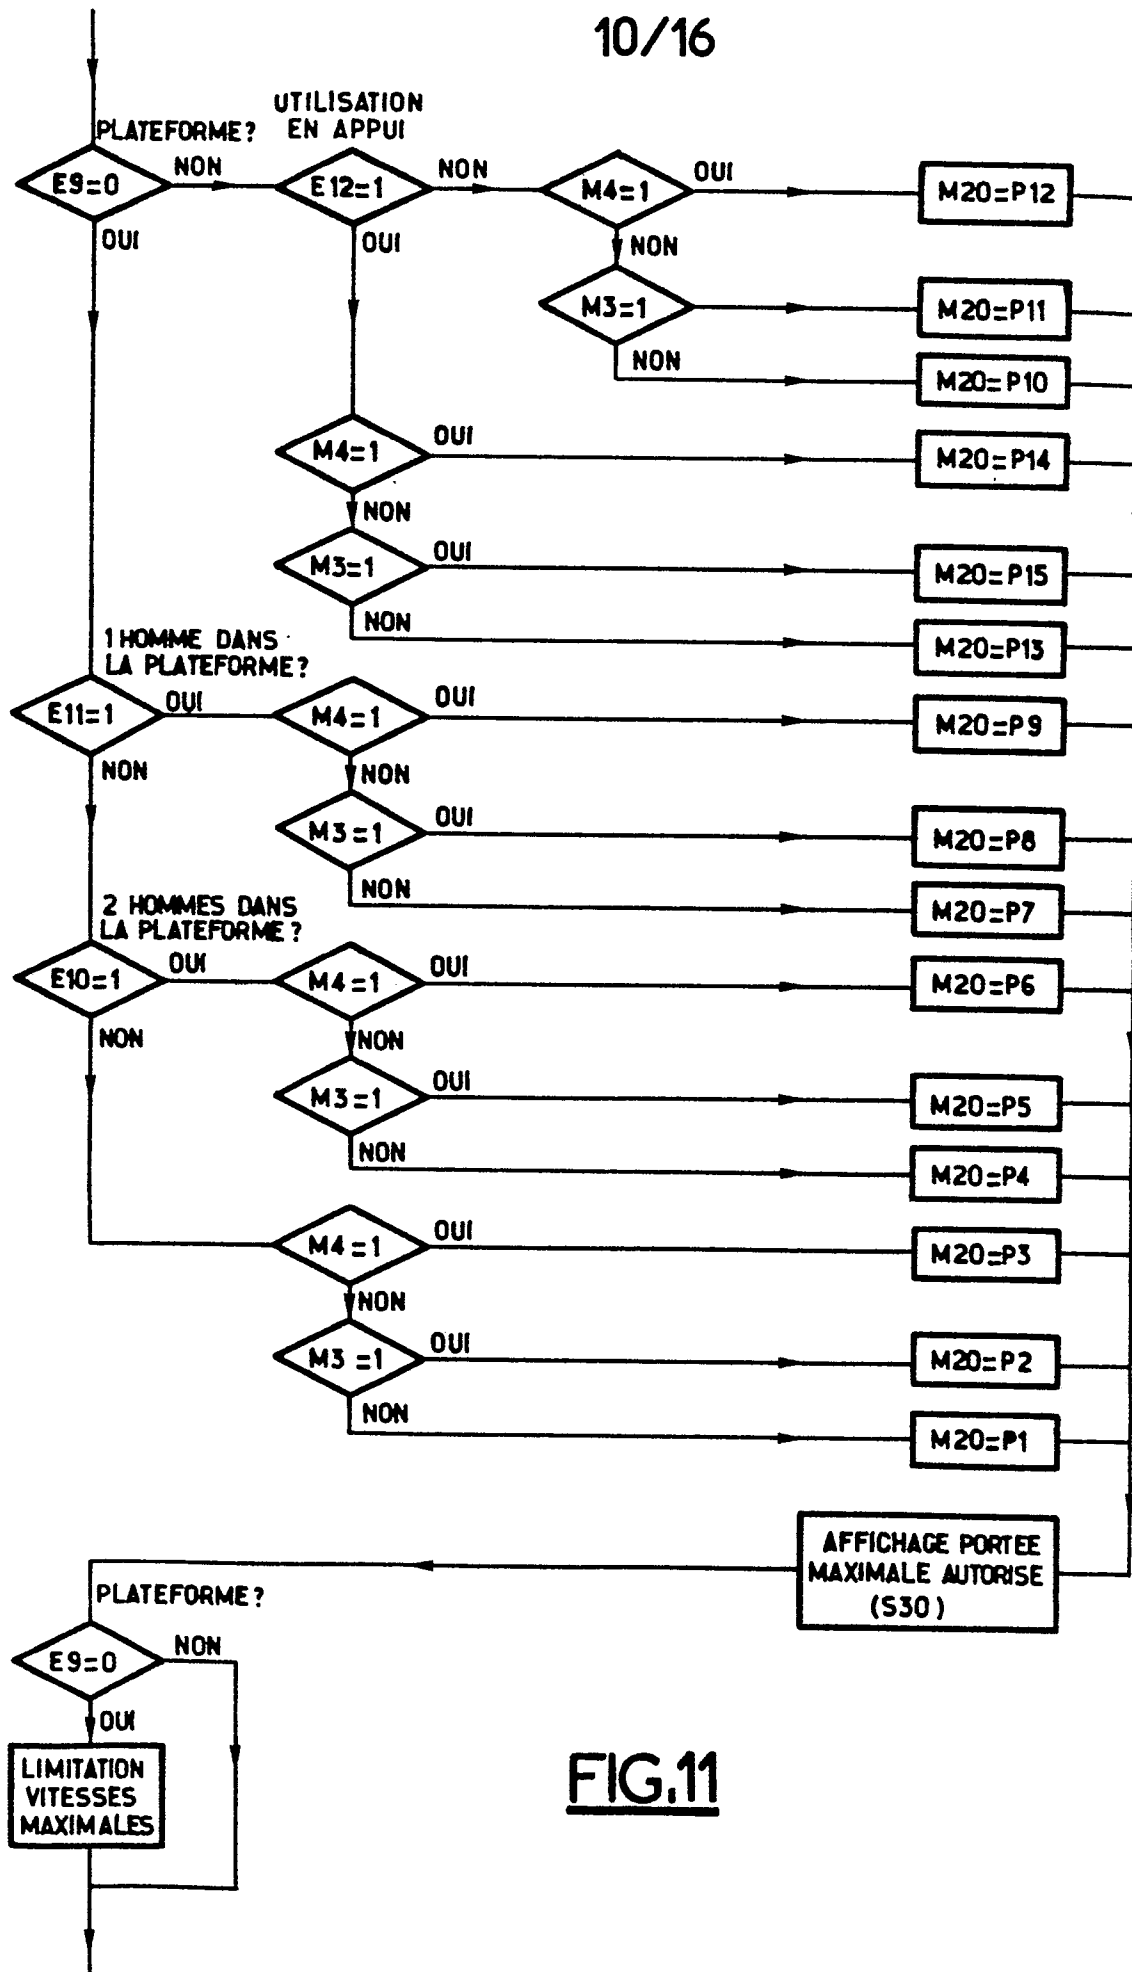 10/16
UTILISATION
EN APPUI
PLATEFORME?
E9=0
NON
E12=1
NON
M4=1
OUI
M20=P12
OUI
OUI
NON
M3=1
M20=P11
NON
M20=P10
M4=1
OUI
M20=P14
NON
M3=1
OUI
M20=P15
NON
M20=P13
1 HOMME DANS
LA PLATEFORME?
E11=1
OUI
M4=1
OUI
M20=P9
NON
NON
M3=1
OUI
M20=P8
NON
M20=P7
2 HOMMES DANS
LA PLATEFORME?
E10=1
OUI
M4=1
OUI
M20=P6
NON
NON
M3=1
OUI
M20=P5
NON
M20=P4
M4=1
OUI
M20=P3
NON
M3=1
OUI
M20=P2
NON
M20=P1
AFFICHAGE PORTEE
MAXIMALE AUTORISE
(S30)
PLATEFORME?
E9=0
NON
OUI
LIMITATION
VITESSES
MAXIMALES
FIG.11